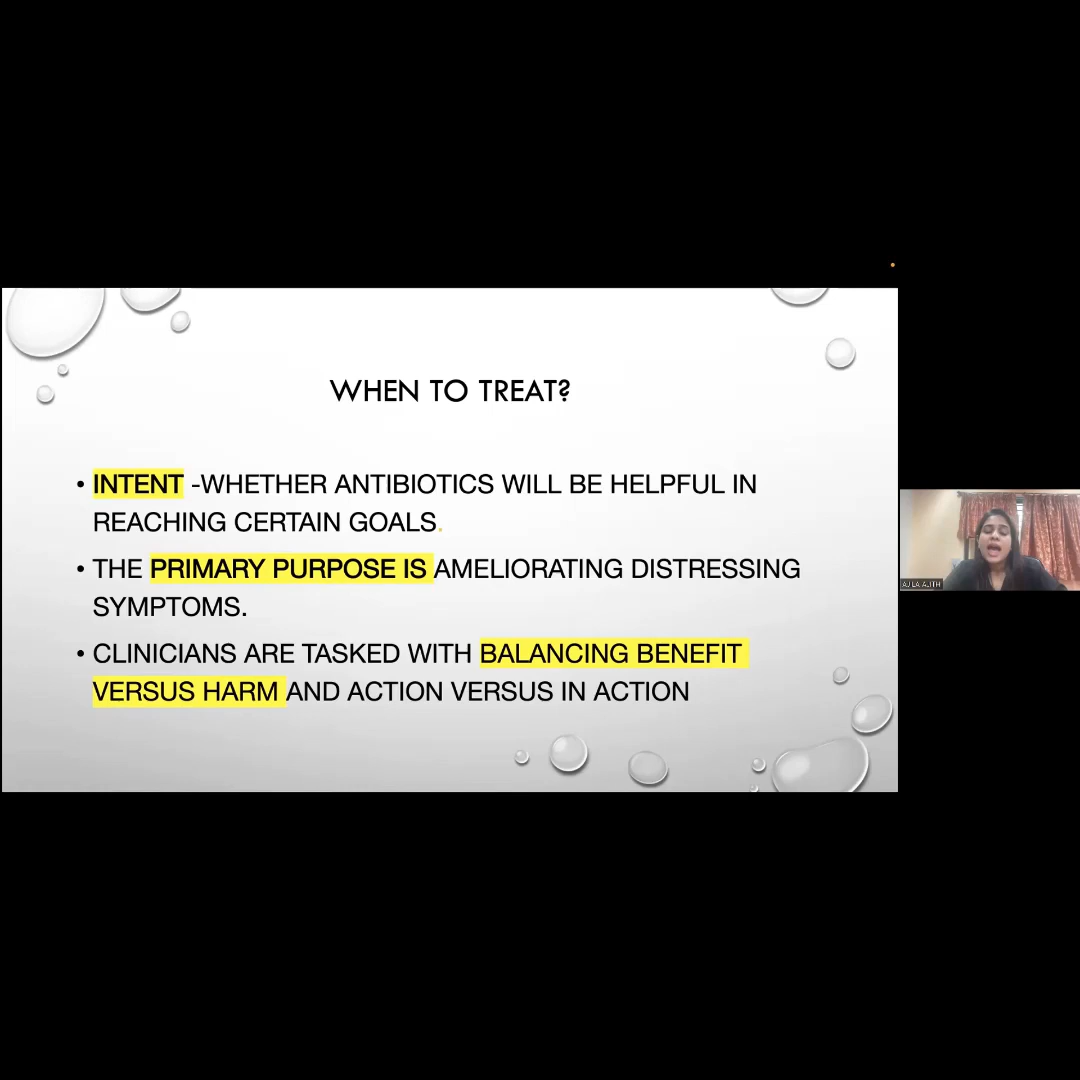 WHEN TO TREAT?
• INTENT -WHETHER ANTIBIOTICS WILL BE HELPFUL IN
REACHING CERTAIN GOALS.
• THE PRIMARY PURPOSE IS AMELIORATING DISTRESSING
SYMPTOMS.
• CLINICIANS ARE TASKED WITH BALANCING BENEFIT
VERSUS HARM AND ACTION VERSUS IN ACTION